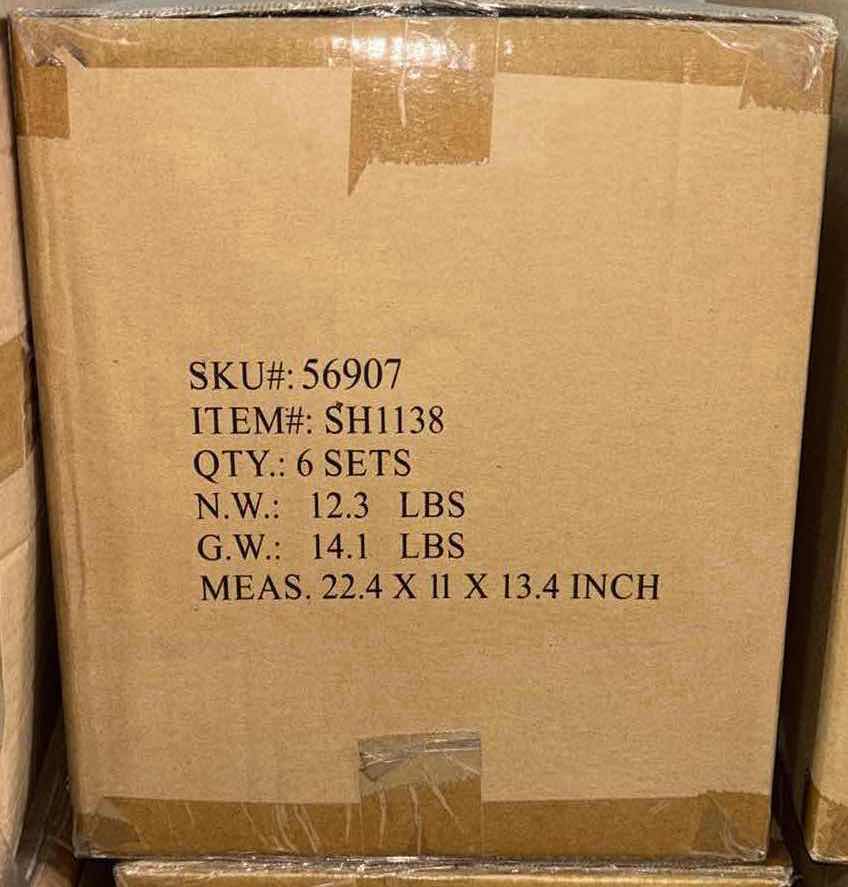 SKU#: 56907
ITEM#: SH1138
QTY.: 6 SETS
N.W.: 12.3 LBS
G.W.: 14.1 LBS
MEAS. 22.4 X 11 X 13.4 INCH